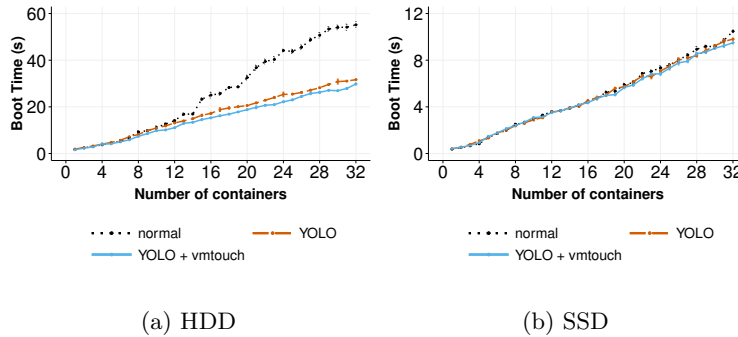 60
40
20
0
Boot Time (s)
0 4 8 12 16 20 24 28 32
Number of containers
normal YOLO
YOLO + vmtouch
(a) HDD
12
8
4
0
Boot Time (s)
0 4 8 12 16 20 24 28 32
Number of containers
normal YOLO
YOLO + vmtouch
(b) SSD